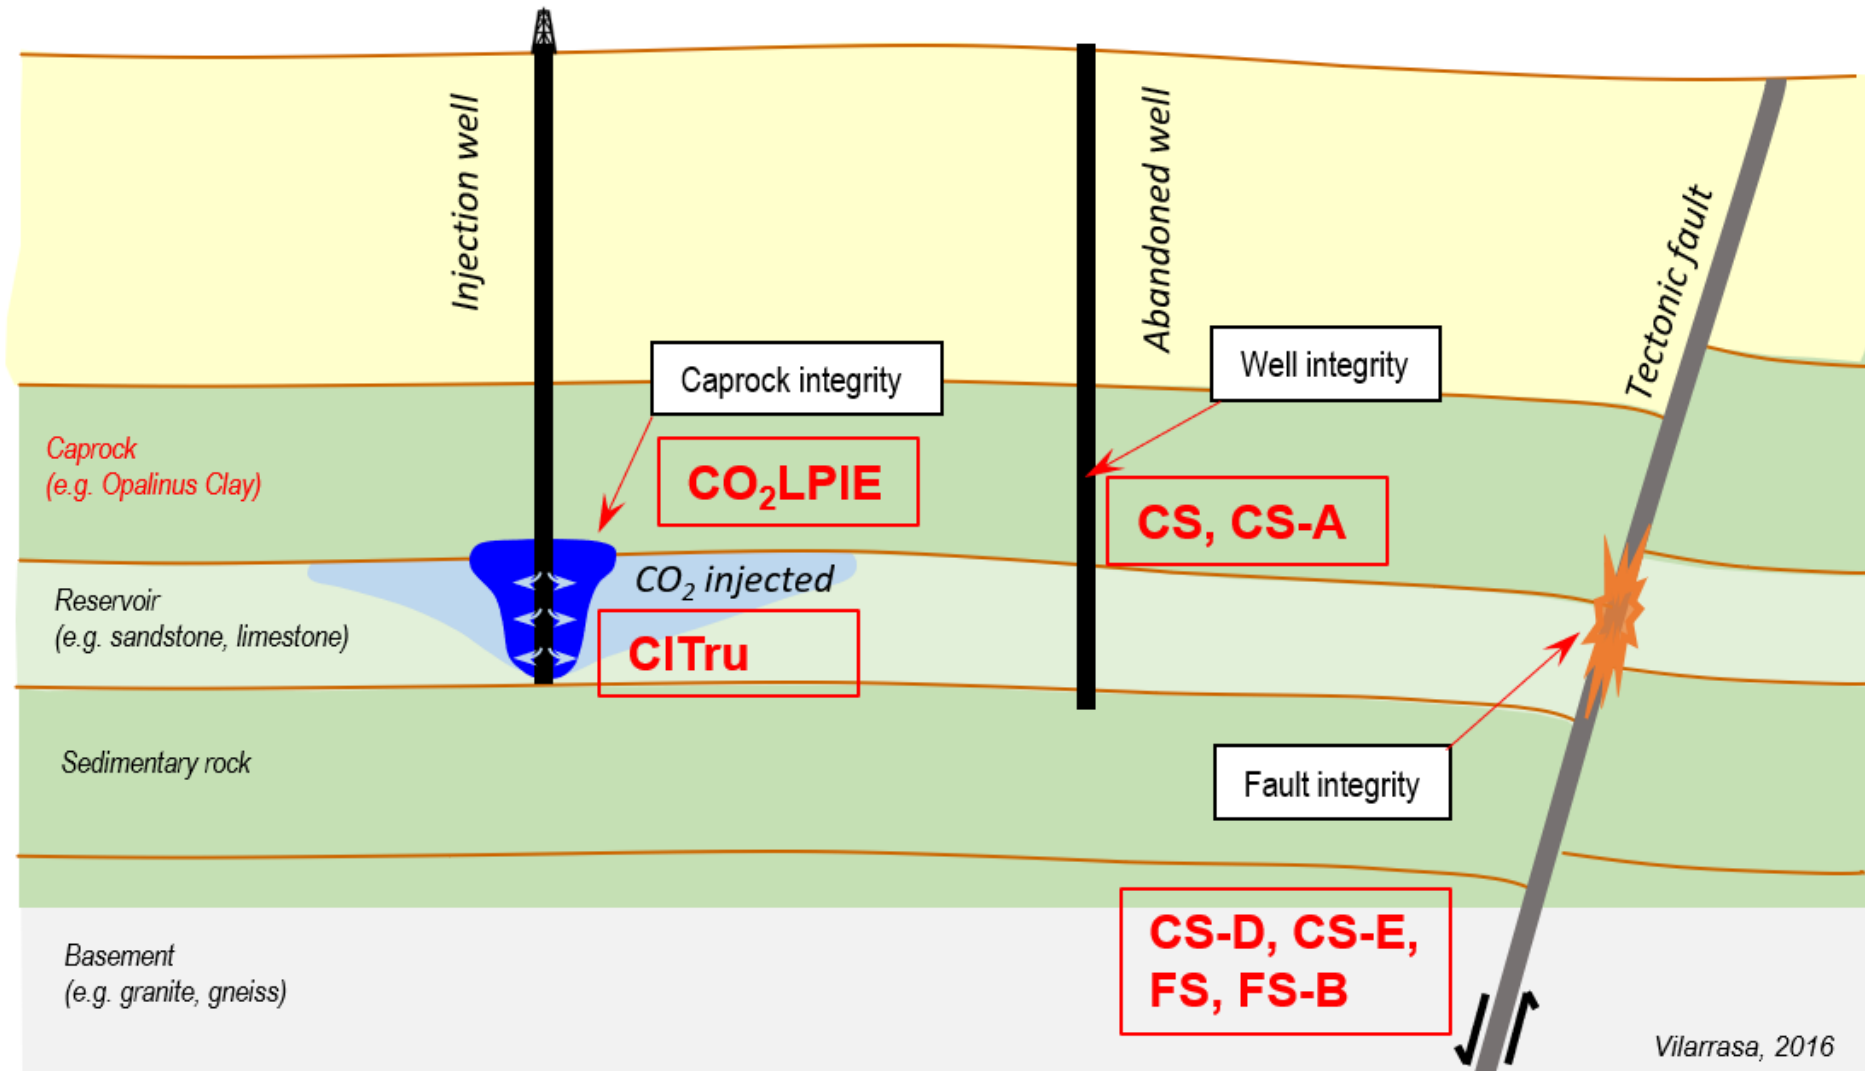 Injection well
Abandoned well
Tectonic fault
Caprock integrity
Well integrity
Caprock
(e.g. Opalinus Clay)
CO₂LPIE
CS, CS-A
CO₂ injected
Reservoir
(e.g. sandstone, limestone)
CITru
Sedimentary rock
Fault integrity
CS-D, CS-E,
FS, FS-B
Basement
(e.g. granite, gneiss)
Vilarrasa, 2016